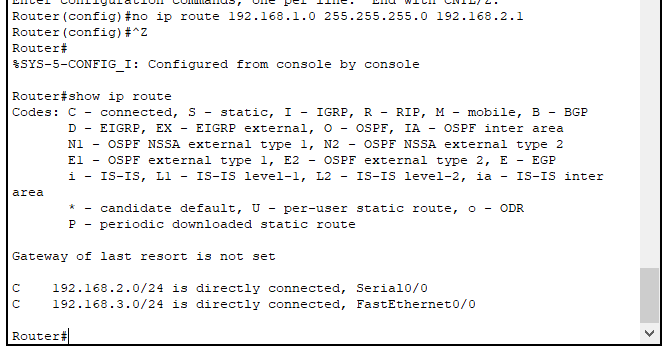 Enter configuration commands, one per line.  End with CNTL/Z.
Router(config)#no ip route 192.168.1.0 255.255.255.0 192.168.2.1
Router(config)#^Z
Router#
%SYS-5-CONFIG_I: Configured from console by console

Router#show ip route
Codes: C - connected, S - static, I - IGRP, R - RIP, M - mobile, B - BGP
       D - EIGRP, EX - EIGRP external, O - OSPF, IA - OSPF inter area
       N1 - OSPF NSSA external type 1, N2 - OSPF NSSA external type 2
       E1 - OSPF external type 1, E2 - OSPF external type 2, E - EGP
       i - IS-IS, L1 - IS-IS level-1, L2 - IS-IS level-2, ia - IS-IS inter
area
       * - candidate default, U - per-user static route, o - ODR
       P - periodic downloaded static route

Gateway of last resort is not set

C    192.168.2.0/24 is directly connected, Serial0/0
C    192.168.3.0/24 is directly connected, FastEthernet0/0

Router#